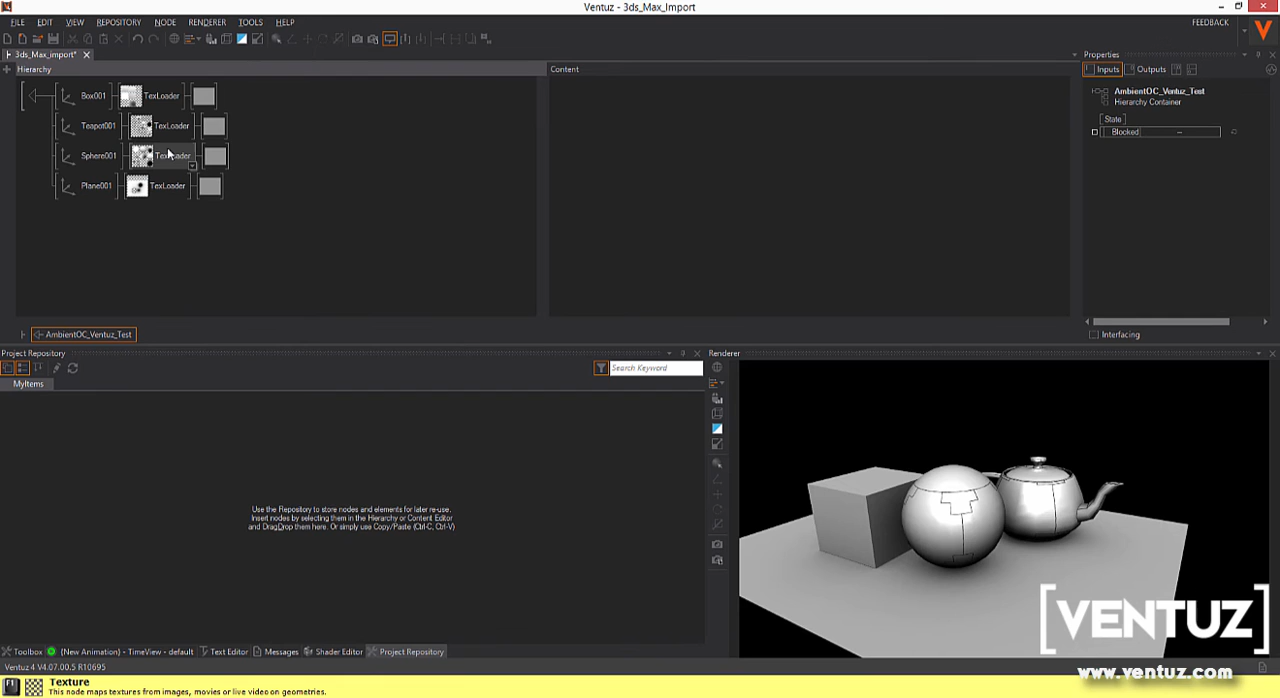 Ventuz - 3ds_Max_Import
FILE EDIT VIEW REPOSITORY NODE RENDERER TOOLS HELP
FEEDBACK
3ds_Max_import*
Hierarchy
Content
Properties
Inputs Outputs
Box001 TexLoader
Teapot001 TexLoader
Sphere001 TexLoader
Plane001 TexLoader
AmbientOC_Ventuz_Test
Hierarchy Container
State
Blocked --
Interfacing
AmbientOC_Ventuz_Test
Project Repository
Renderer
Search Keyword
MyItems
Use the Repository to store nodes and elements for later re-use.
Insert nodes by selecting them in the Hierarchy or Content Editor
and DragDrop them here. Or simply use Copy/Paste (Ctrl-C, Ctrl-V)
[VENTUZ]
www.ventuz.com
Toolbox (New Animation) - TimeView - default Text Editor Messages Shader Editor Project Repository
Ventuz 4 V4.07.00.5 R10695
F1 Texture
This node maps textures from images, movies or live video on geometries.